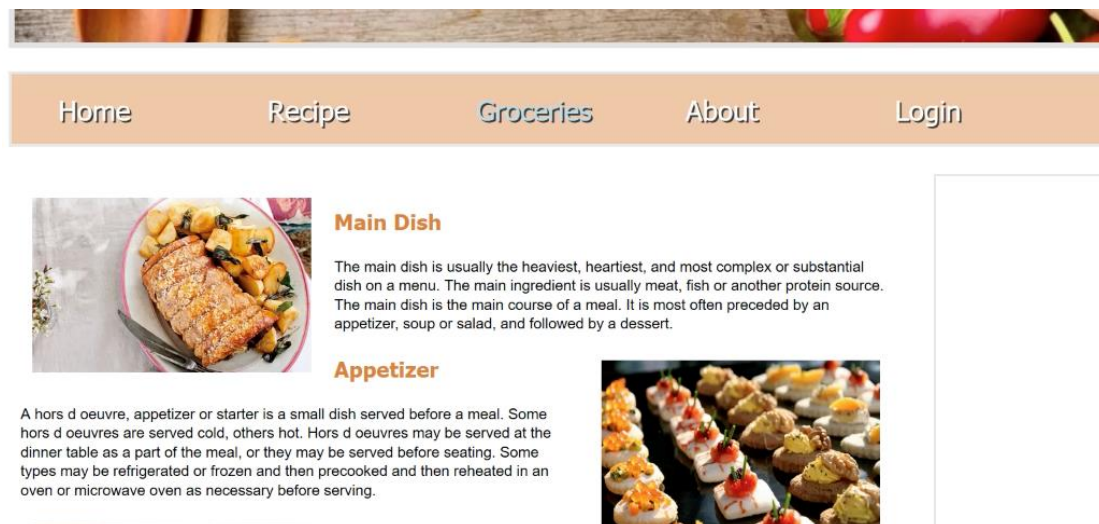 Home Recipe Groceries About Login
Main Dish
The main dish is usually the heaviest, heartiest, and most complex or substantial
dish on a menu. The main ingredient is usually meat, fish or another protein source.
The main dish is the main course of a meal. It is most often preceded by an
appetizer, soup or salad, and followed by a dessert.
Appetizer
A hors d oeuvre, appetizer or starter is a small dish served before a meal. Some
hors d oeuvres are served cold, others hot. Hors d oeuvres may be served at the
dinner table as a part of the meal, or they may be served before seating. Some
types may be refrigerated or frozen and then precooked and then reheated in an
oven or microwave oven as necessary before serving.